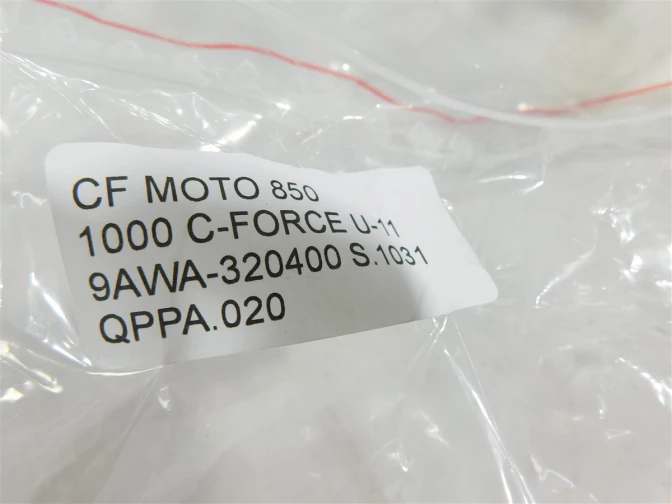 CF MOTO 850
1000 C-FORCE U-11
9AWA-320400 S.1031
QPPA.020